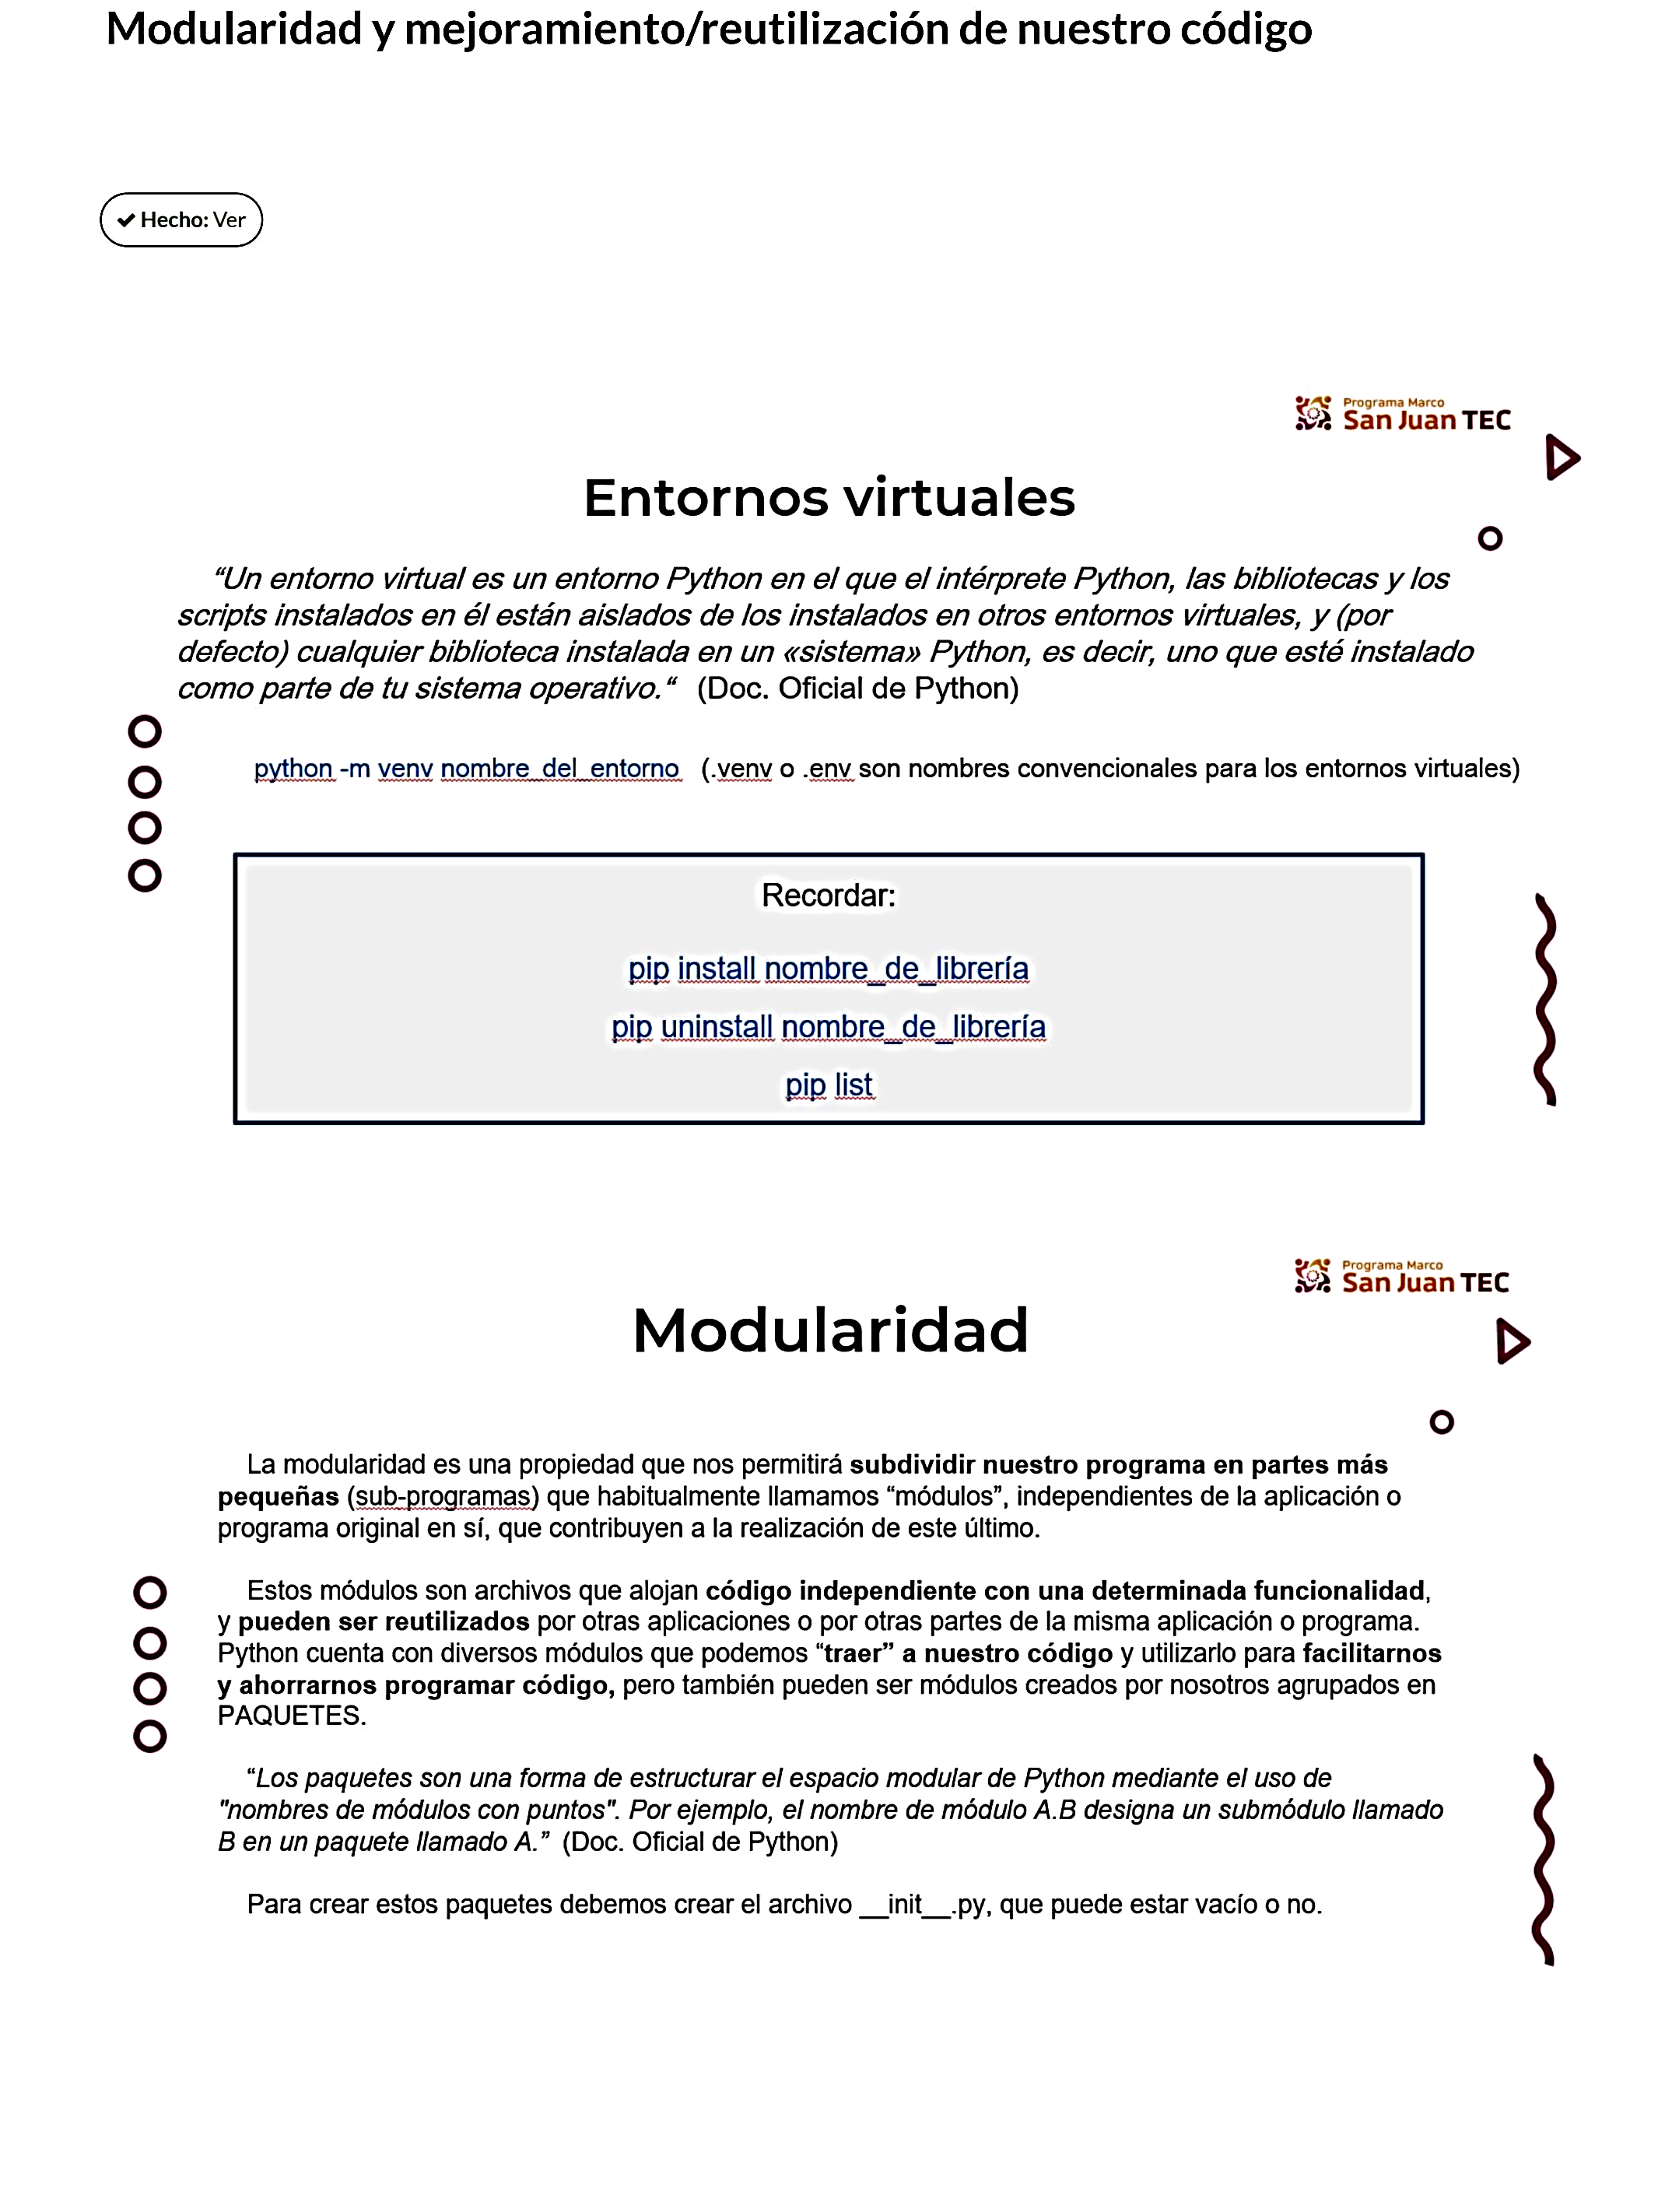 Modularidad y mejoramiento/reutilización de nuestro código
Hecho: Ver
Programa Marco
San Juan TEC
Entornos virtuales
“Un entorno virtual es un entorno Python en el que el intérprete Python, las bibliotecas y los
scripts instalados en él están aislados de los instalados en otros entornos virtuales, y (por
defecto) cualquier biblioteca instalada en un «sistema» Python, es decir, uno que esté instalado
como parte de tu sistema operativo.“ (Doc. Oficial de Python)
python -m venv nombre_del_entorno (.venv o .env son nombres convencionales para los entornos virtuales)
Recordar:
pip install nombre_de_librería
pip uninstall nombre_de_librería
pip list
Programa Marco
San Juan TEC
Modularidad
La modularidad es una propiedad que nos permitirá subdividir nuestro programa en partes más
pequeñas (sub-programas) que habitualmente llamamos “módulos”, independientes de la aplicación o
programa original en sí, que contribuyen a la realización de este último.
Estos módulos son archivos que alojan código independiente con una determinada funcionalidad,
y pueden ser reutilizados por otras aplicaciones o por otras partes de la misma aplicación o programa.
Python cuenta con diversos módulos que podemos “traer” a nuestro código y utilizarlo para facilitarnos
y ahorrarnos programar código, pero también pueden ser módulos creados por nosotros agrupados en
PAQUETES.
“Los paquetes son una forma de estructurar el espacio modular de Python mediante el uso de
"nombres de módulos con puntos". Por ejemplo, el nombre de módulo A.B designa un submódulo llamado
B en un paquete llamado A.” (Doc. Oficial de Python)
Para crear estos paquetes debemos crear el archivo __init__.py, que puede estar vacío o no.